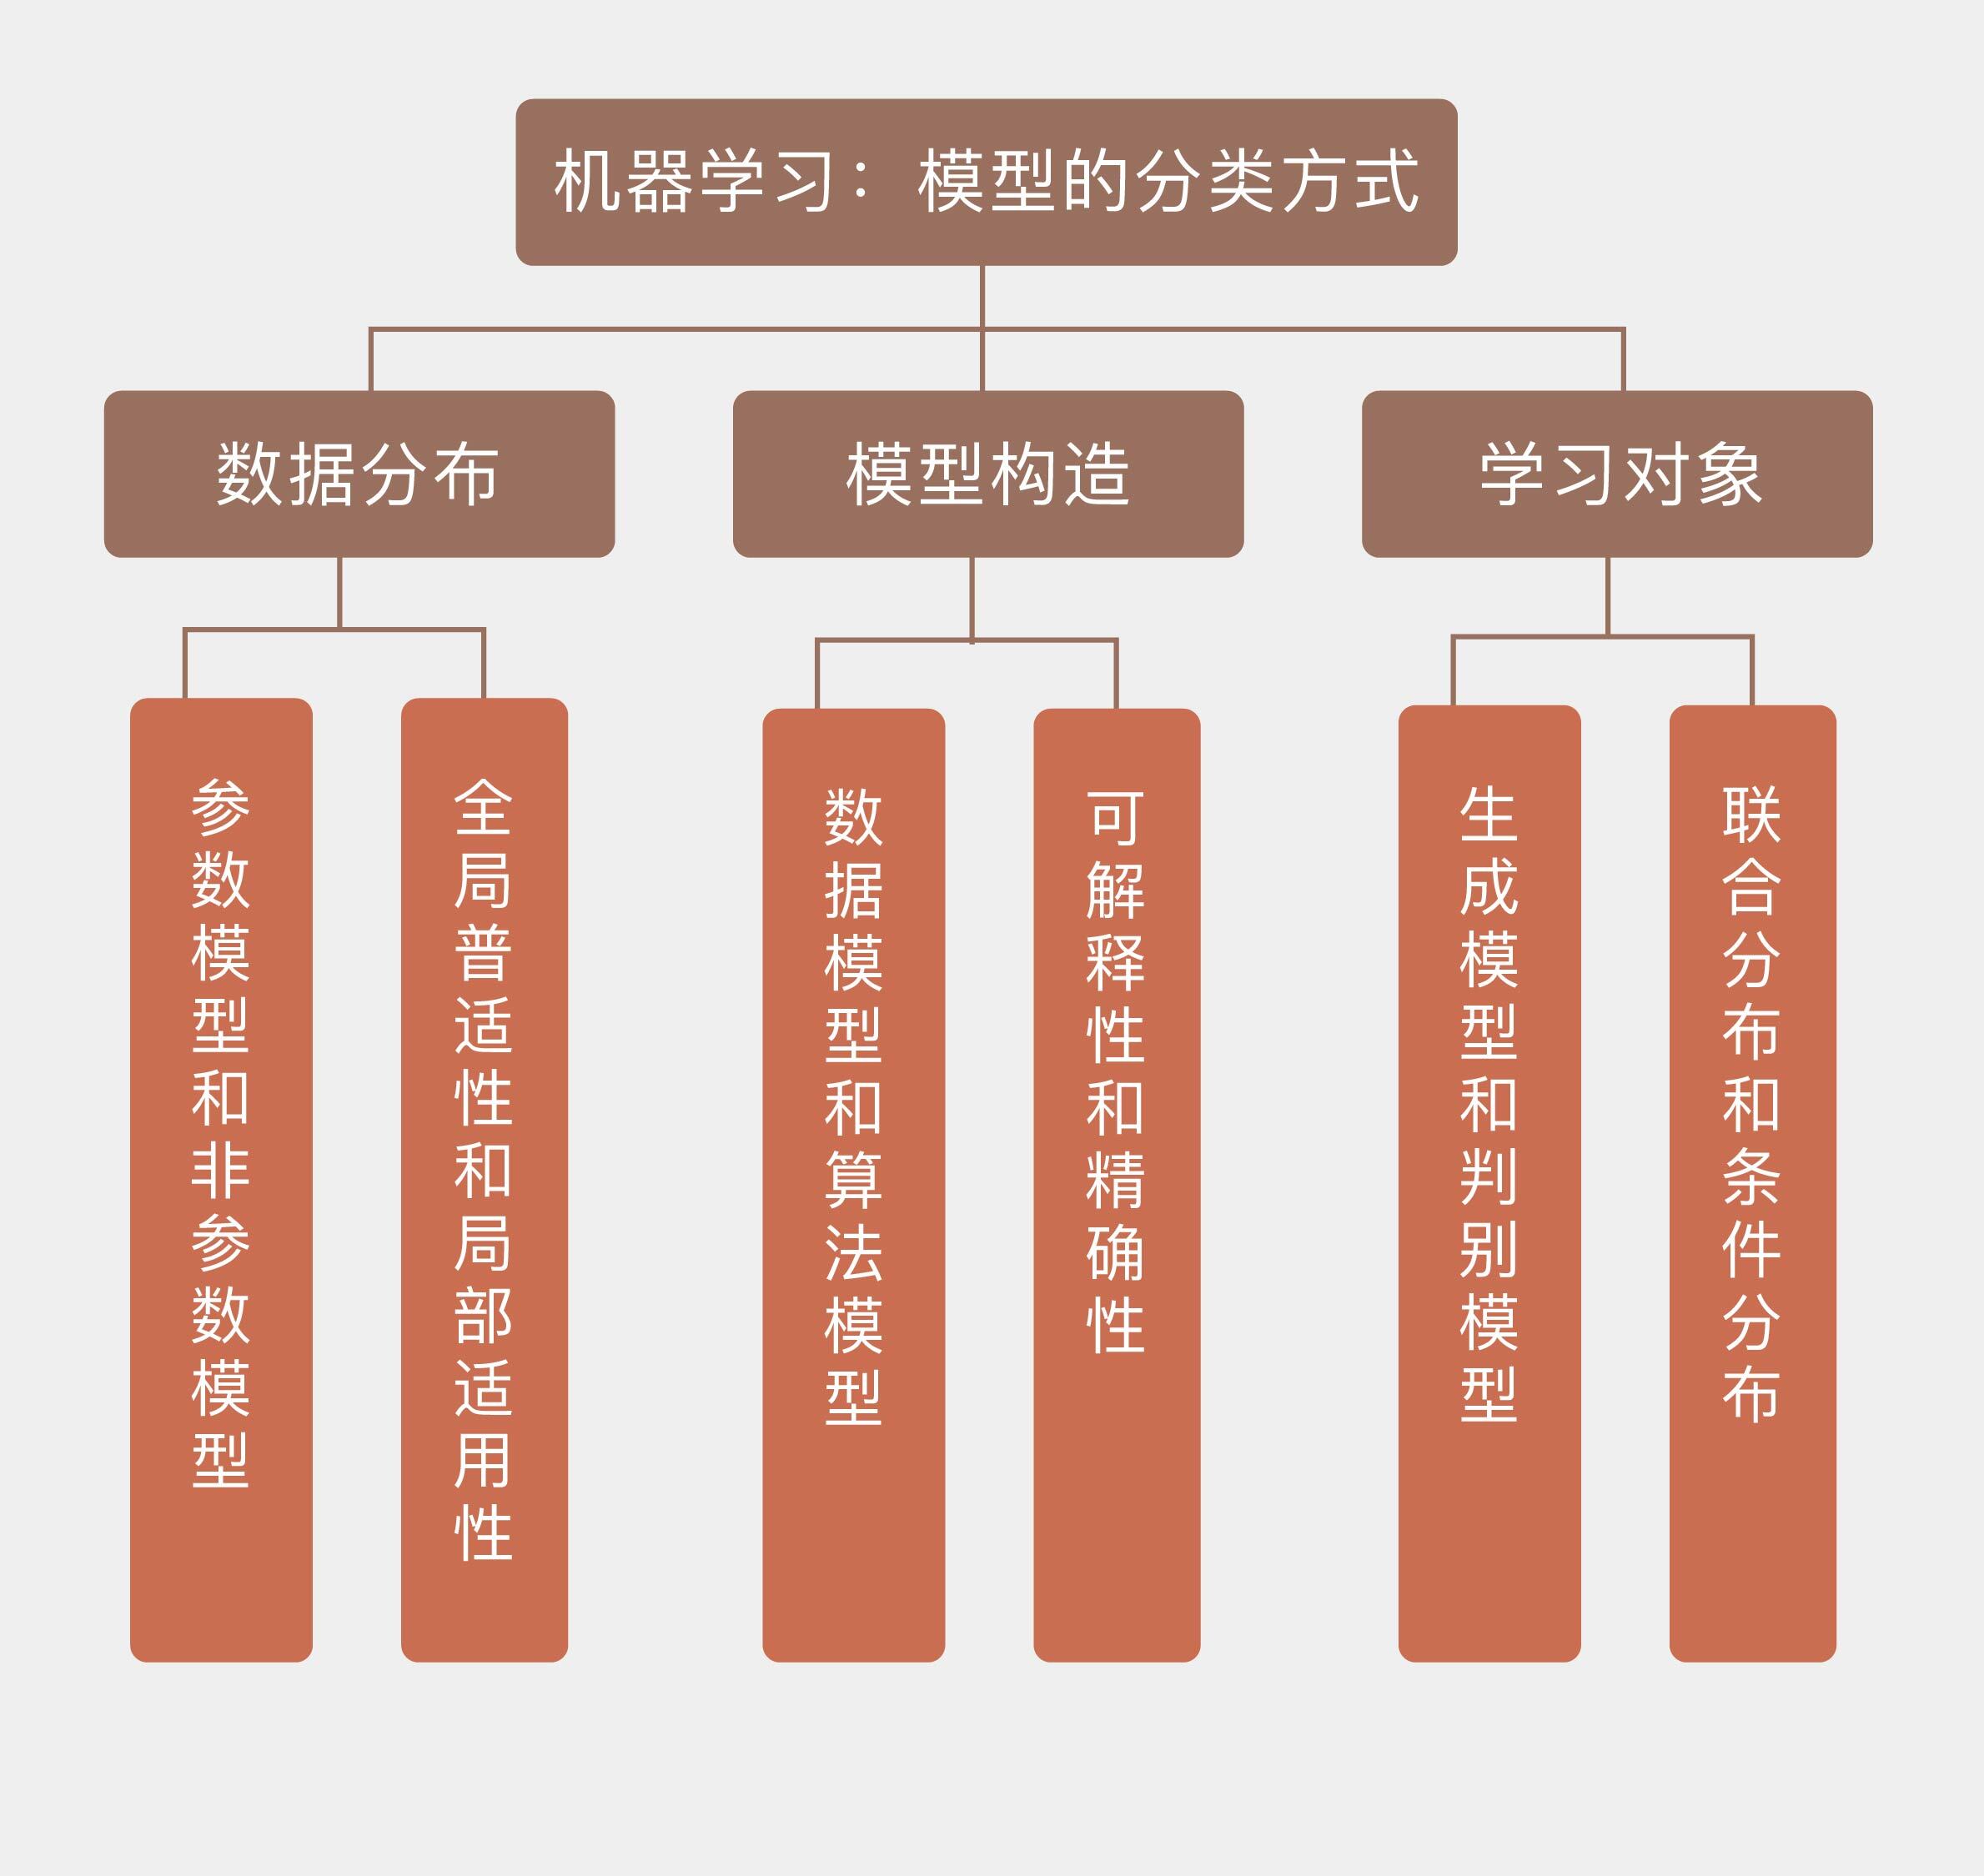 机器学习：模型的分类方式
数据分布
模型构造
学习对象
参数模型和非参数模型
全局普适性和局部适用性
数据模型和算法模型
可解释性和精确性
生成模型和判别模型
联合分布和条件分布